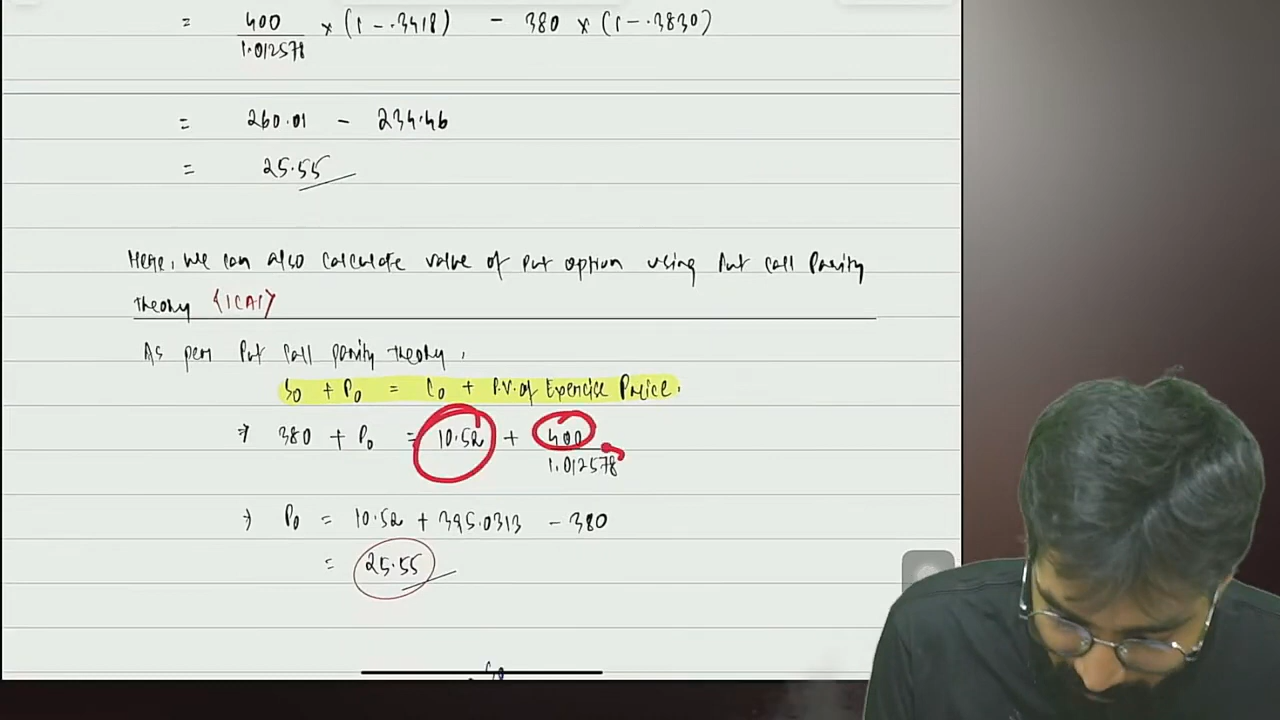 = 400/1.012578 × (1-.3418) - 380 × (1-.3830)
= 260.01 - 234.46
= 25.55
Here, we can also calculate value of Put option using Put Call Parity
theory {ICAI}
As per Put Call parity theory,
S0 + P0 = C0 + P.V. of Exercise Price.
⇒ 380 + P0 = 10.52 + 400/1.012578
⇒ P0 = 10.52 + 395.0313 - 380
= 25.55